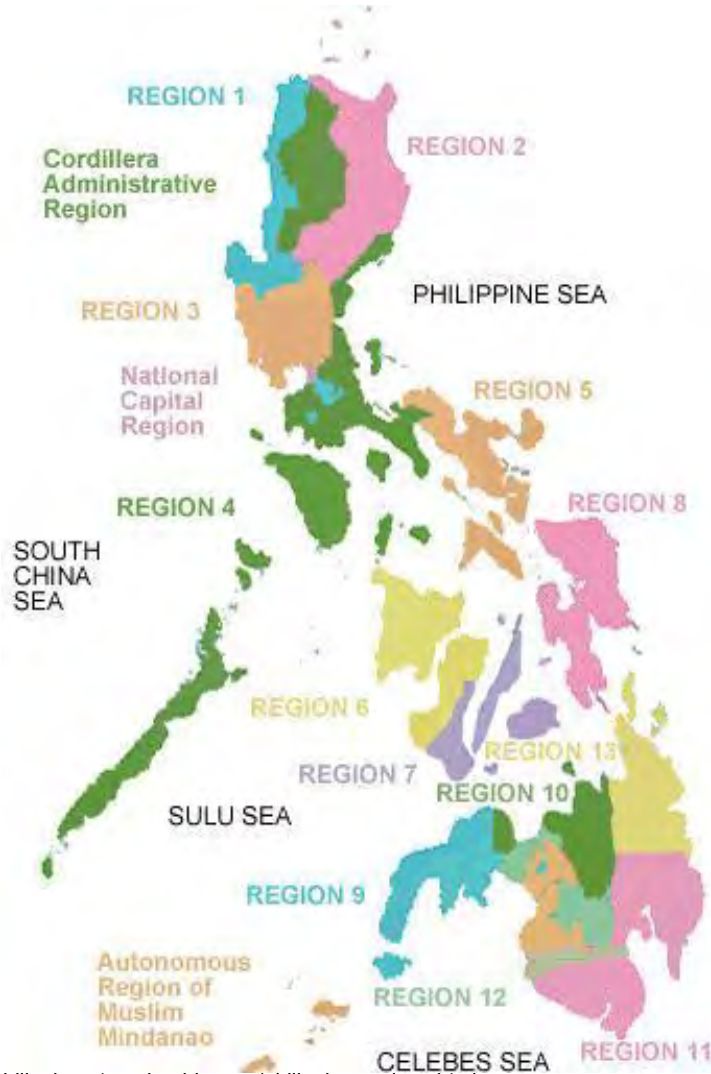 REGION 1
REGION 2
Cordillera
Administrative
Region
PHILIPPINE SEA
REGION 3
National
Capital
Region
REGION 5
REGION 4
REGION 8
SOUTH
CHINA
SEA
REGION 6
REGION 13
REGION 7
REGION 10
SULU SEA
REGION 9
Autonomous
Region of
Muslim
Mindanao
REGION 12
REGION 11
CELEBES SEA